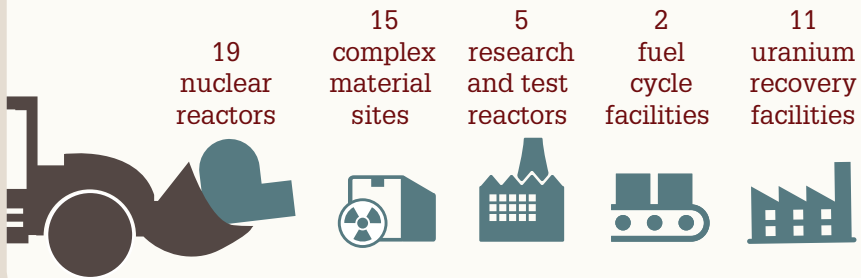 19
nuclear
reactors
15
complex
material
sites
5
research
and test
reactors
2
fuel
cycle
facilities
11
uranium
recovery
facilities